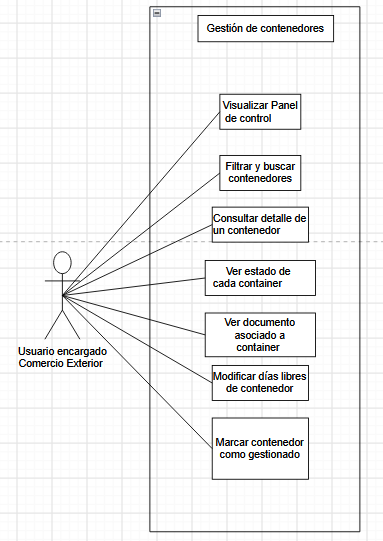 Gestión de contenedores
Visualizar Panel
de control
Filtrar y buscar
contenedores
Consultar detalle de
un contenedor
Ver estado de
cada container
Ver documento
asociado a
container
Modificar días libres
de contenedor
Marcar contenedor
como gestionado
Usuario encargado
Comercio Exterior